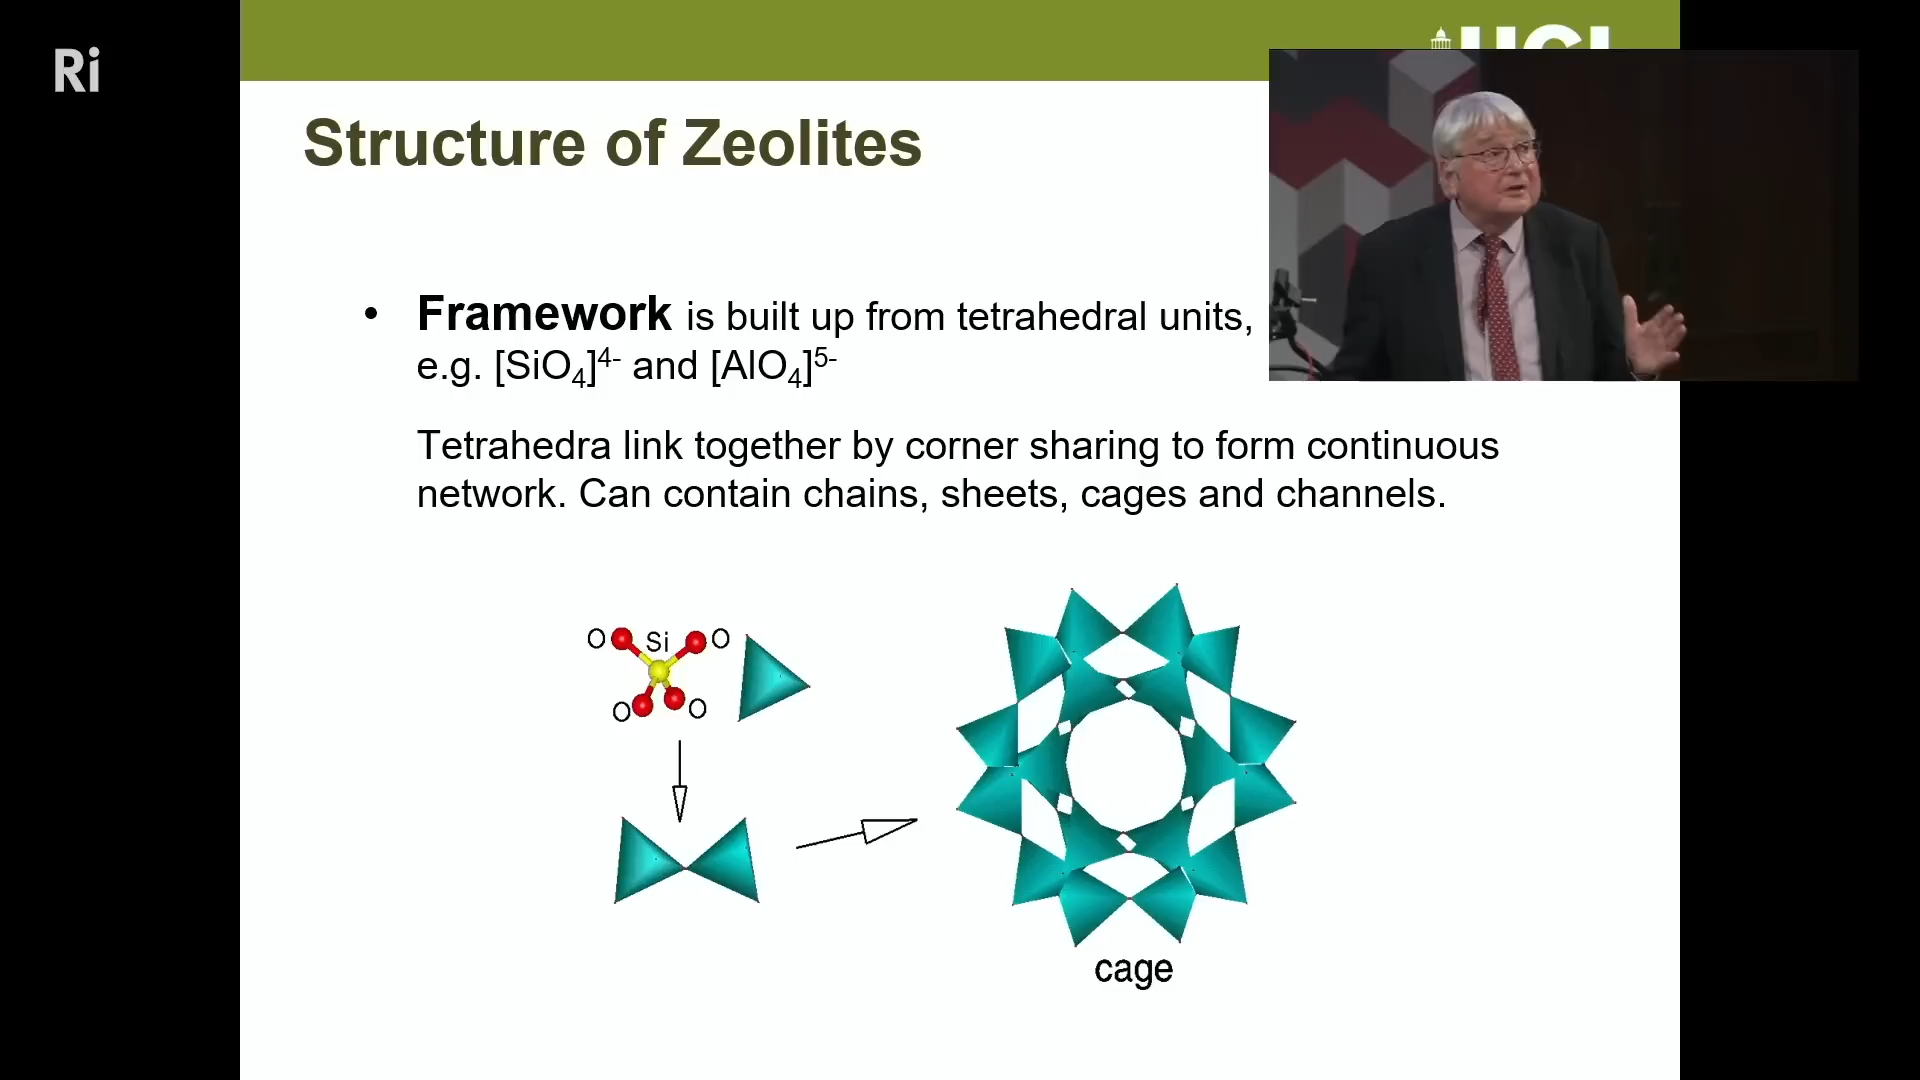 Ri
UCL
Structure of Zeolites
• Framework is built up from tetrahedral units,
e.g. [SiO₄]⁴⁻ and [AlO₄]⁵⁻
Tetrahedra link together by corner sharing to form continuous
network. Can contain chains, sheets, cages and channels.
O Si O
O O
cage